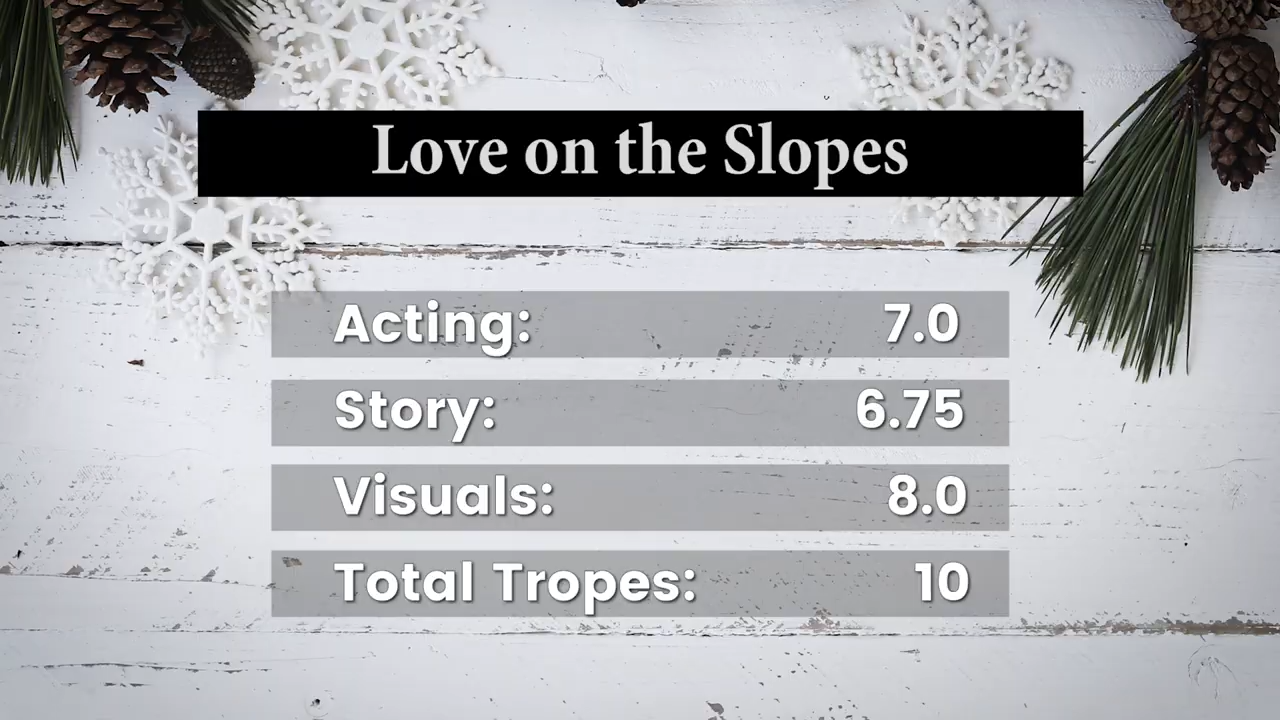 Love on the Slopes
Acting: 7.0
Story: 6.75
Visuals: 8.0
Total Tropes: 10